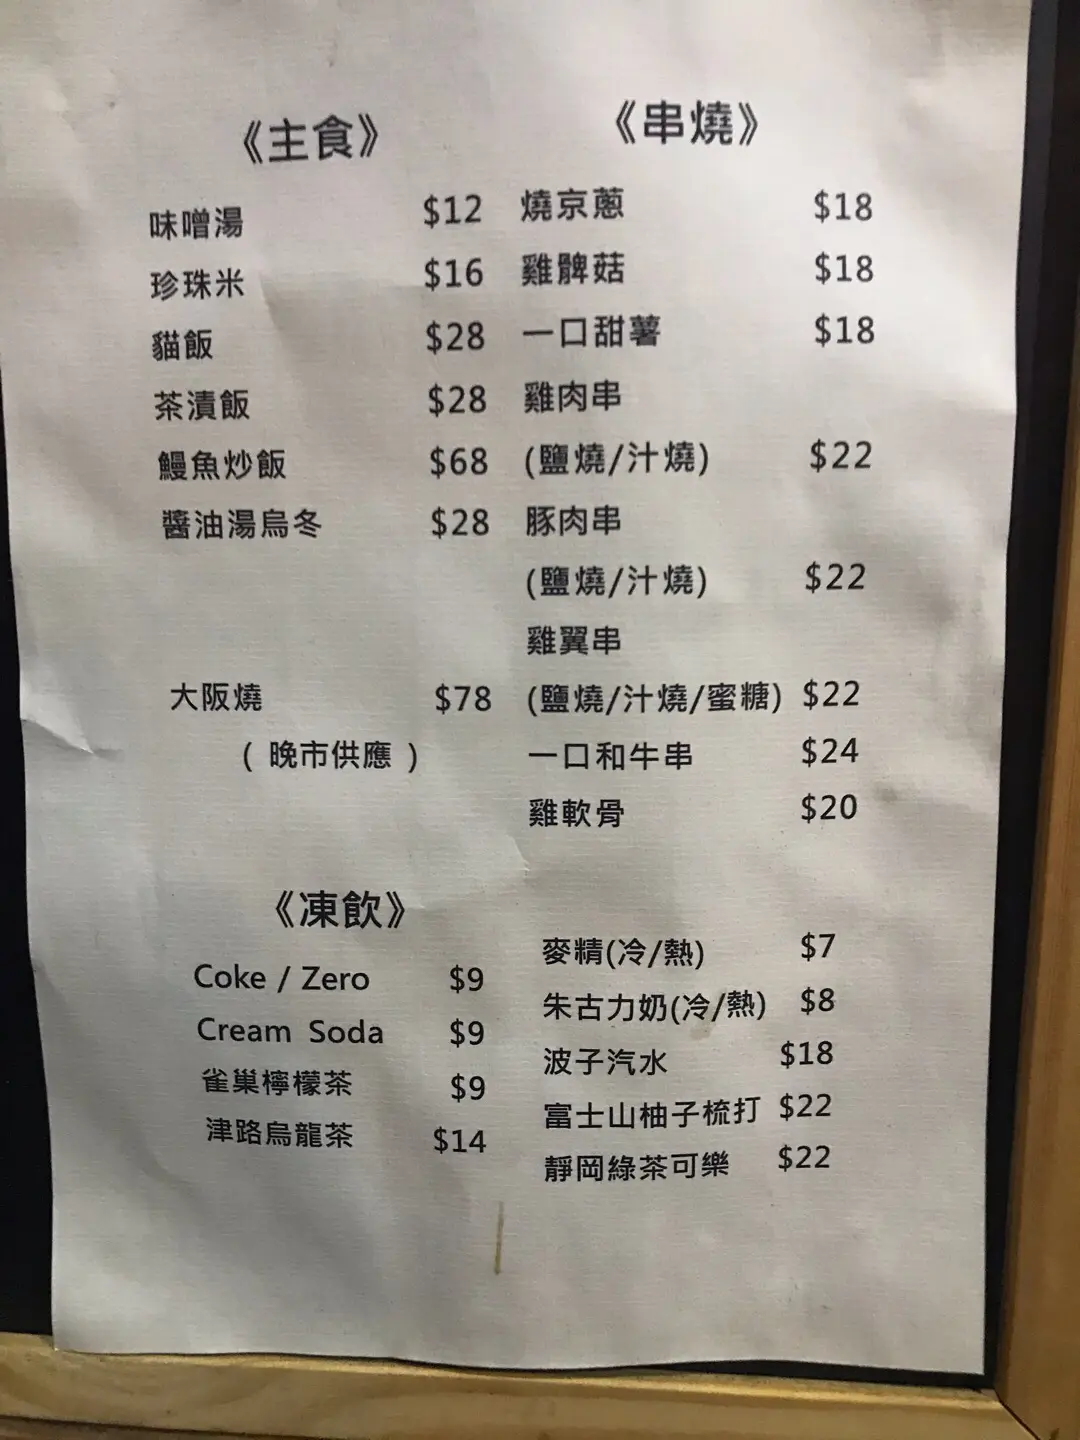 《主食》
味噌湯 $12
珍珠米 $16
貓飯 $28
茶漬飯 $28
鰻魚炒飯 $68
醬油湯烏冬 $28
大阪燒 $78
( 晚市供應 )
《串燒》
燒京蔥 $18
雞髀菇 $18
一口甜薯 $18
雞肉串
(鹽燒/汁燒) $22
豚肉串
(鹽燒/汁燒) $22
雞翼串
(鹽燒/汁燒/蜜糖) $22
一口和牛串 $24
雞軟骨 $20
《凍飲》
Coke / Zero $9
Cream Soda $9
雀巢檸檬茶 $9
津路烏龍茶 $14
麥精(冷/熱) $7
朱古力奶(冷/熱) $8
波子汽水 $18
富士山柚子梳打 $22
靜岡綠茶可樂 $22